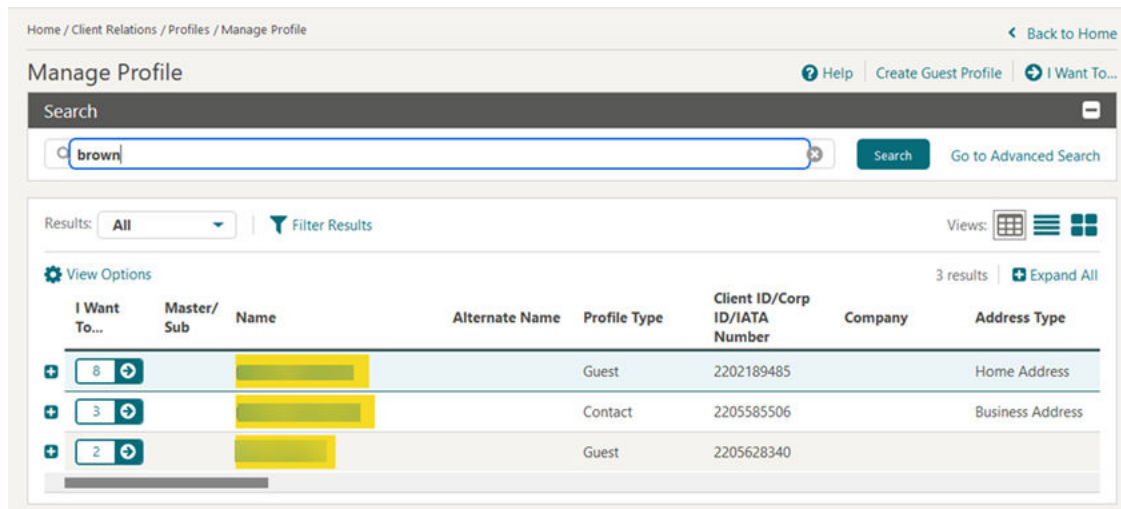 Home / Client Relations / Profiles / Manage Profile
Back to Home
Manage Profile
Help
Create Guest Profile
I Want To...
Search
brown
Search
Go to Advanced Search
Results: All
Filter Results
Views:
View Options
3 results
Expand All
I Want To... Master/ Sub Name Alternate Name Profile Type Client ID/Corp ID/IATA Number Company Address Type
8 Guest 2202189485 Home Address
3 Contact 2205585506 Business Address
2 Guest 2205628340